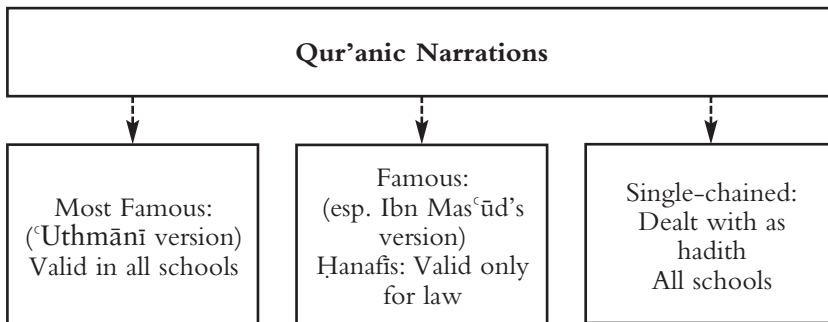 Qur’anic Narrations
Most Famous:
(ʿUthmānī version)
Valid in all schools
Famous:
(esp. Ibn Masʿūd’s
version)
Ḥanafīs: Valid only
for law
Single-chained:
Dealt with as
hadith
All schools